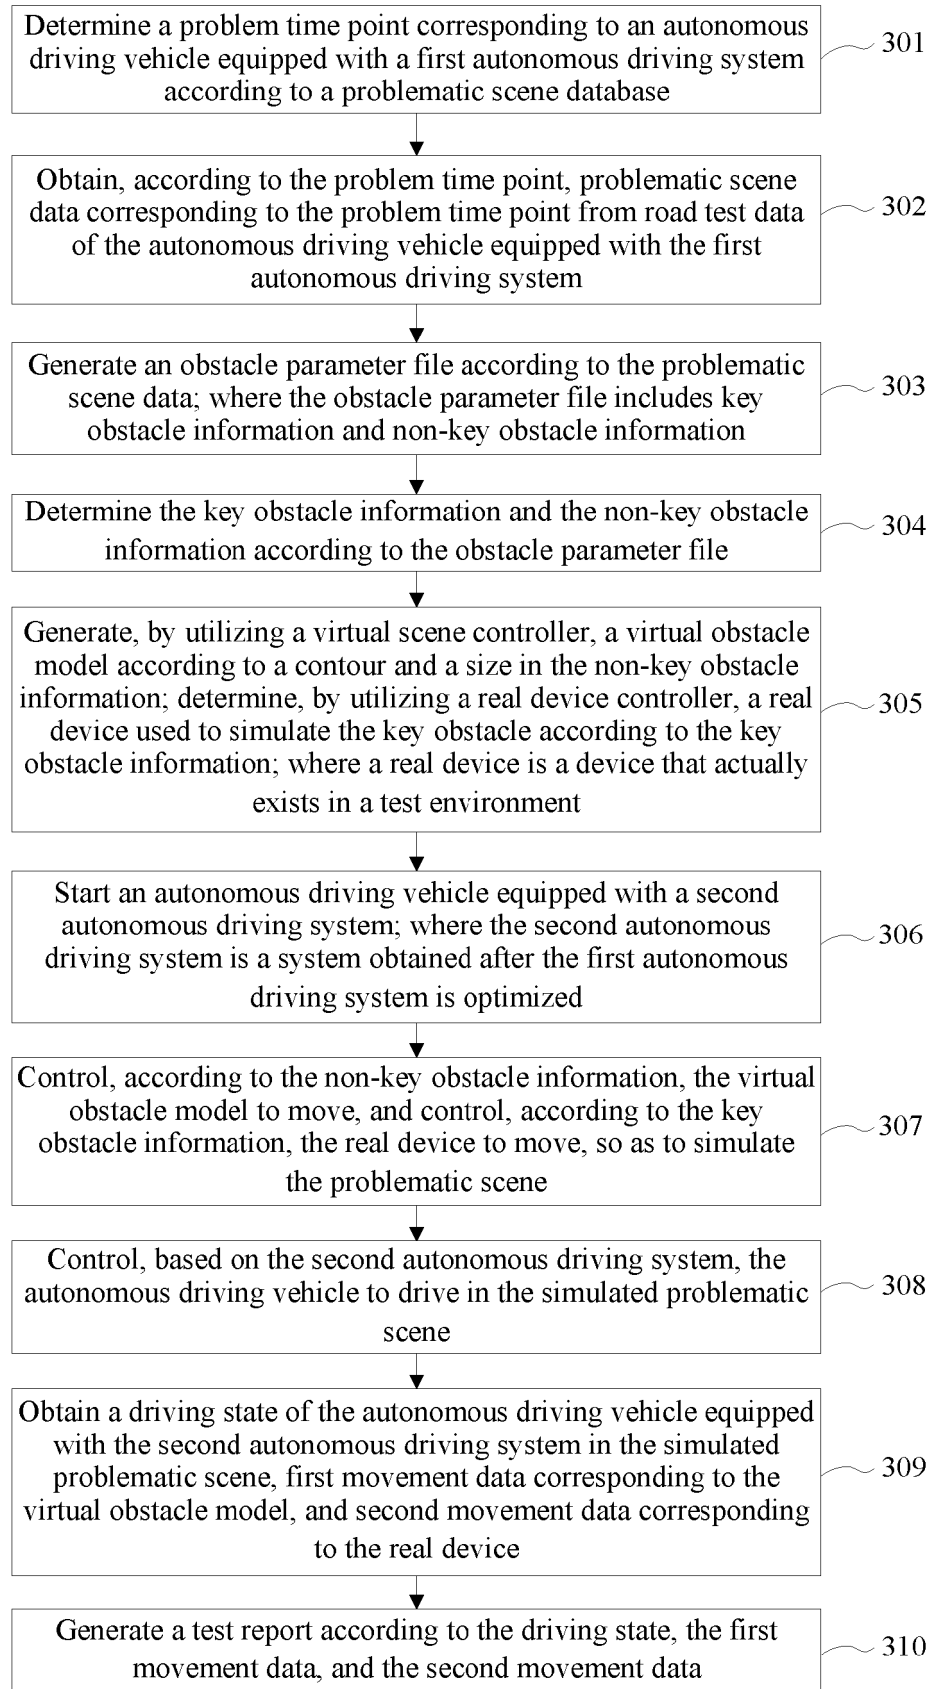 Determine a problem time point corresponding to an autonomous
driving vehicle equipped with a first autonomous driving system
according to a problematic scene database
301
Obtain, according to the problem time point, problematic scene
data corresponding to the problem time point from road test data
of the autonomous driving vehicle equipped with the first
autonomous driving system
302
Generate an obstacle parameter file according to the problematic
scene data; where the obstacle parameter file includes key
obstacle information and non-key obstacle information
303
Determine the key obstacle information and the non-key obstacle
information according to the obstacle parameter file
304
Generate, by utilizing a virtual scene controller, a virtual obstacle
model according to a contour and a size in the non-key obstacle
information; determine, by utilizing a real device controller, a real
device used to simulate the key obstacle according to the key
obstacle information; where a real device is a device that actually
exists in a test environment
305
Start an autonomous driving vehicle equipped with a second
autonomous driving system; where the second autonomous
driving system is a system obtained after the first autonomous
driving system is optimized
306
Control, according to the non-key obstacle information, the virtual
obstacle model to move, and control, according to the key
obstacle information, the real device to move, so as to simulate
the problematic scene
307
Control, based on the second autonomous driving system, the
autonomous driving vehicle to drive in the simulated problematic
scene
308
Obtain a driving state of the autonomous driving vehicle equipped
with the second autonomous driving system in the simulated
problematic scene, first movement data corresponding to the
virtual obstacle model, and second movement data corresponding
to the real device
309
Generate a test report according to the driving state, the first
movement data, and the second movement data
310